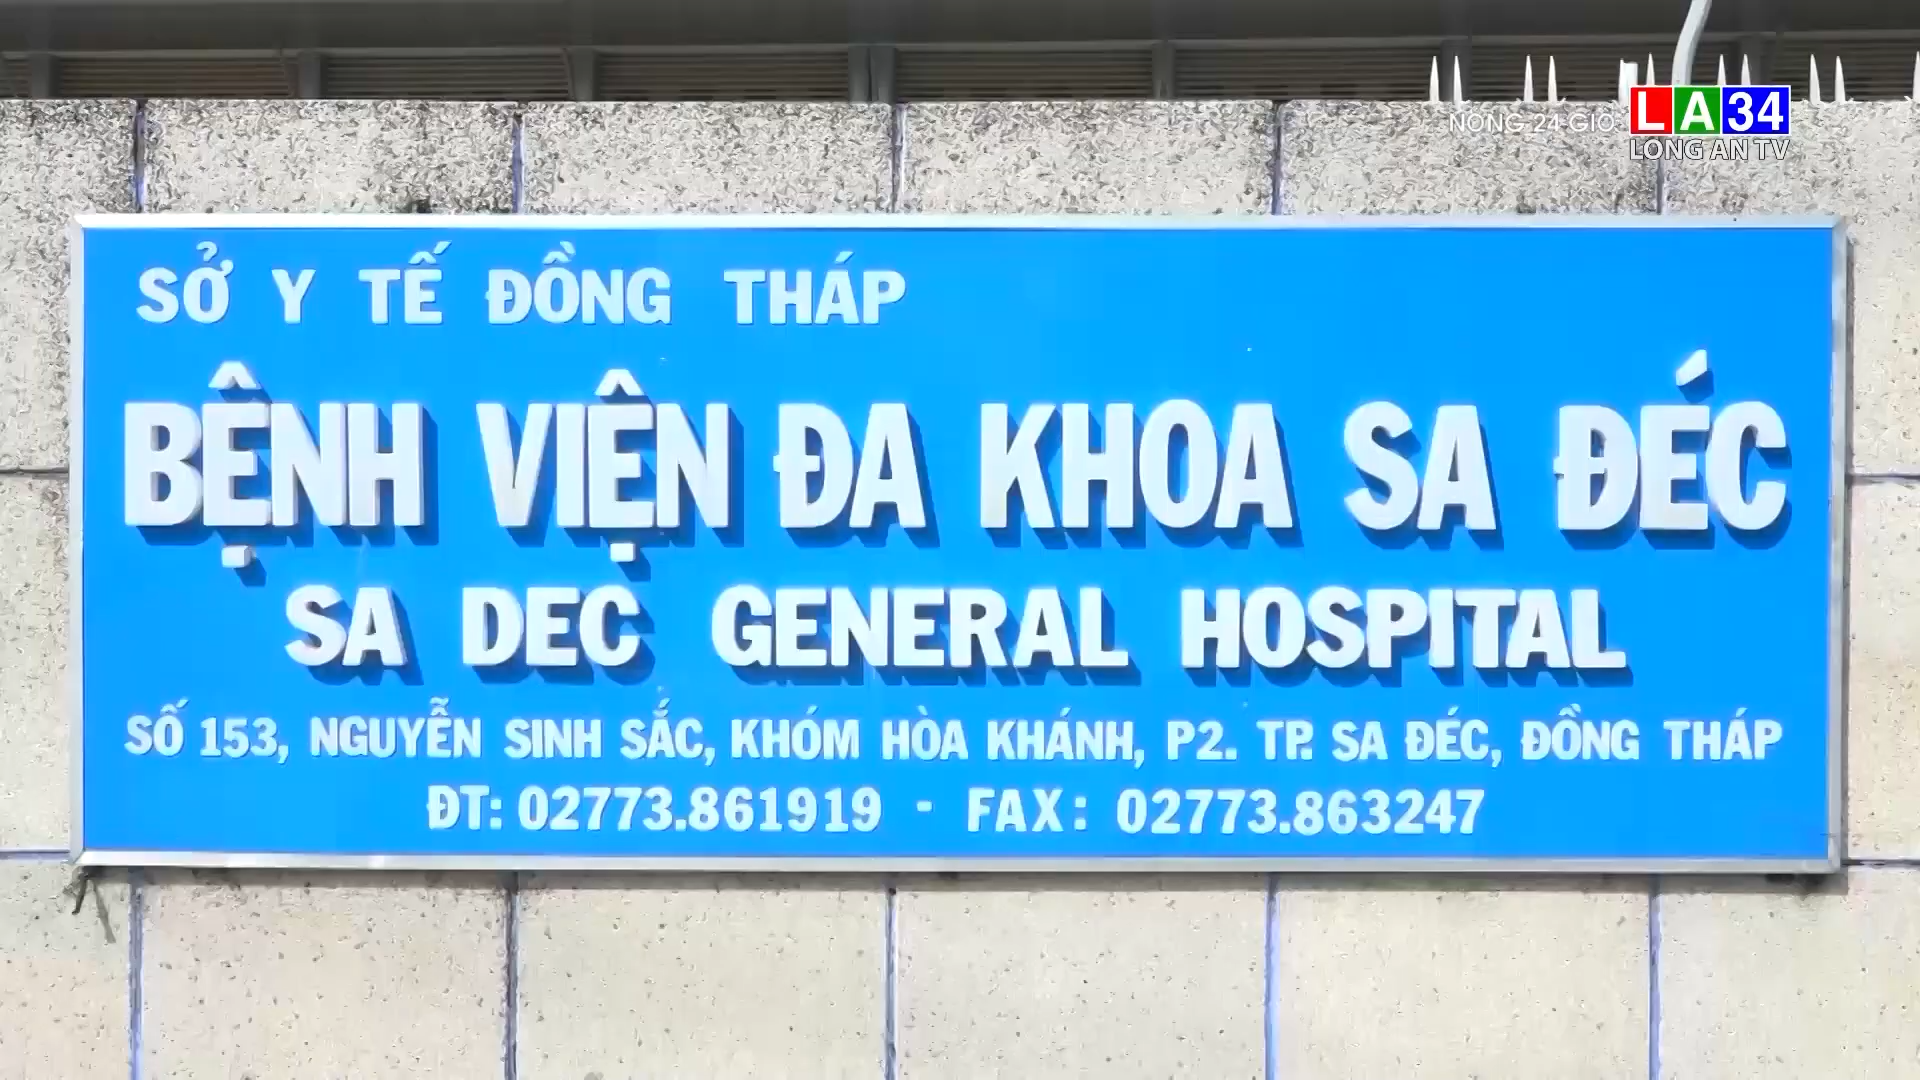 NÓNG 24 GIỜ LA34
LONG AN TV
SỞ Y TẾ ĐỒNG THÁP
BỆNH VIỆN ĐA KHOA SA ĐÉC
SA DEC GENERAL HOSPITAL
SỐ 153, NGUYỄN SINH SẮC, KHÓM HÒA KHÁNH, P2. TP. SA ĐÉC, ĐỒNG THÁP
ĐT: 02773.861919 - FAX: 02773.863247